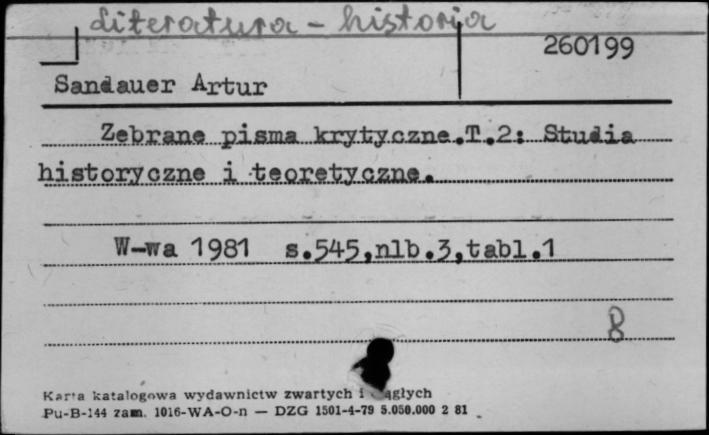 Literatura - historia
260199
Sandauer Artur
Zebrane pisma krytyczne.T.2: Studia
historyczne i teoretyczne.
W-wa 1981 s.545,nlb.3,tabl.1
B
Karta katalogowa wydawnictw zwartych i ciągłych
Pu-B-144 zam. 1016-WA-O-n — DZG 1501-4-79 5.050.000 2 81